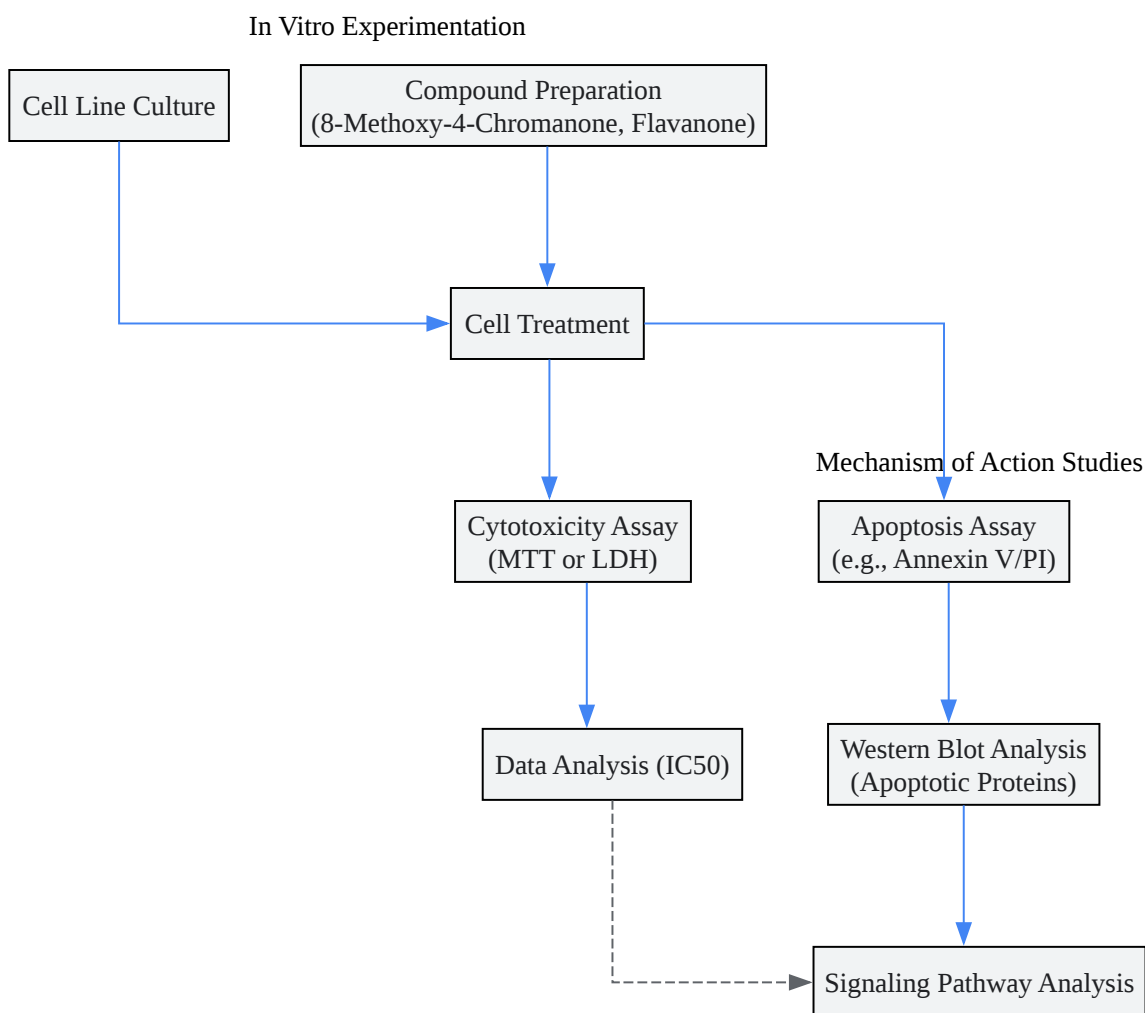 In Vitro Experimentation
Cell Line Culture
Compound Preparation
(8-Methoxy-4-Chromanone, Flavanone)
Cell Treatment
Mechanism of Action Studies
Cytotoxicity Assay
(MTT or LDH)
Apoptosis Assay
(e.g., Annexin V/PI)
Data Analysis (IC50)
Western Blot Analysis
(Apoptotic Proteins)
Signaling Pathway Analysis